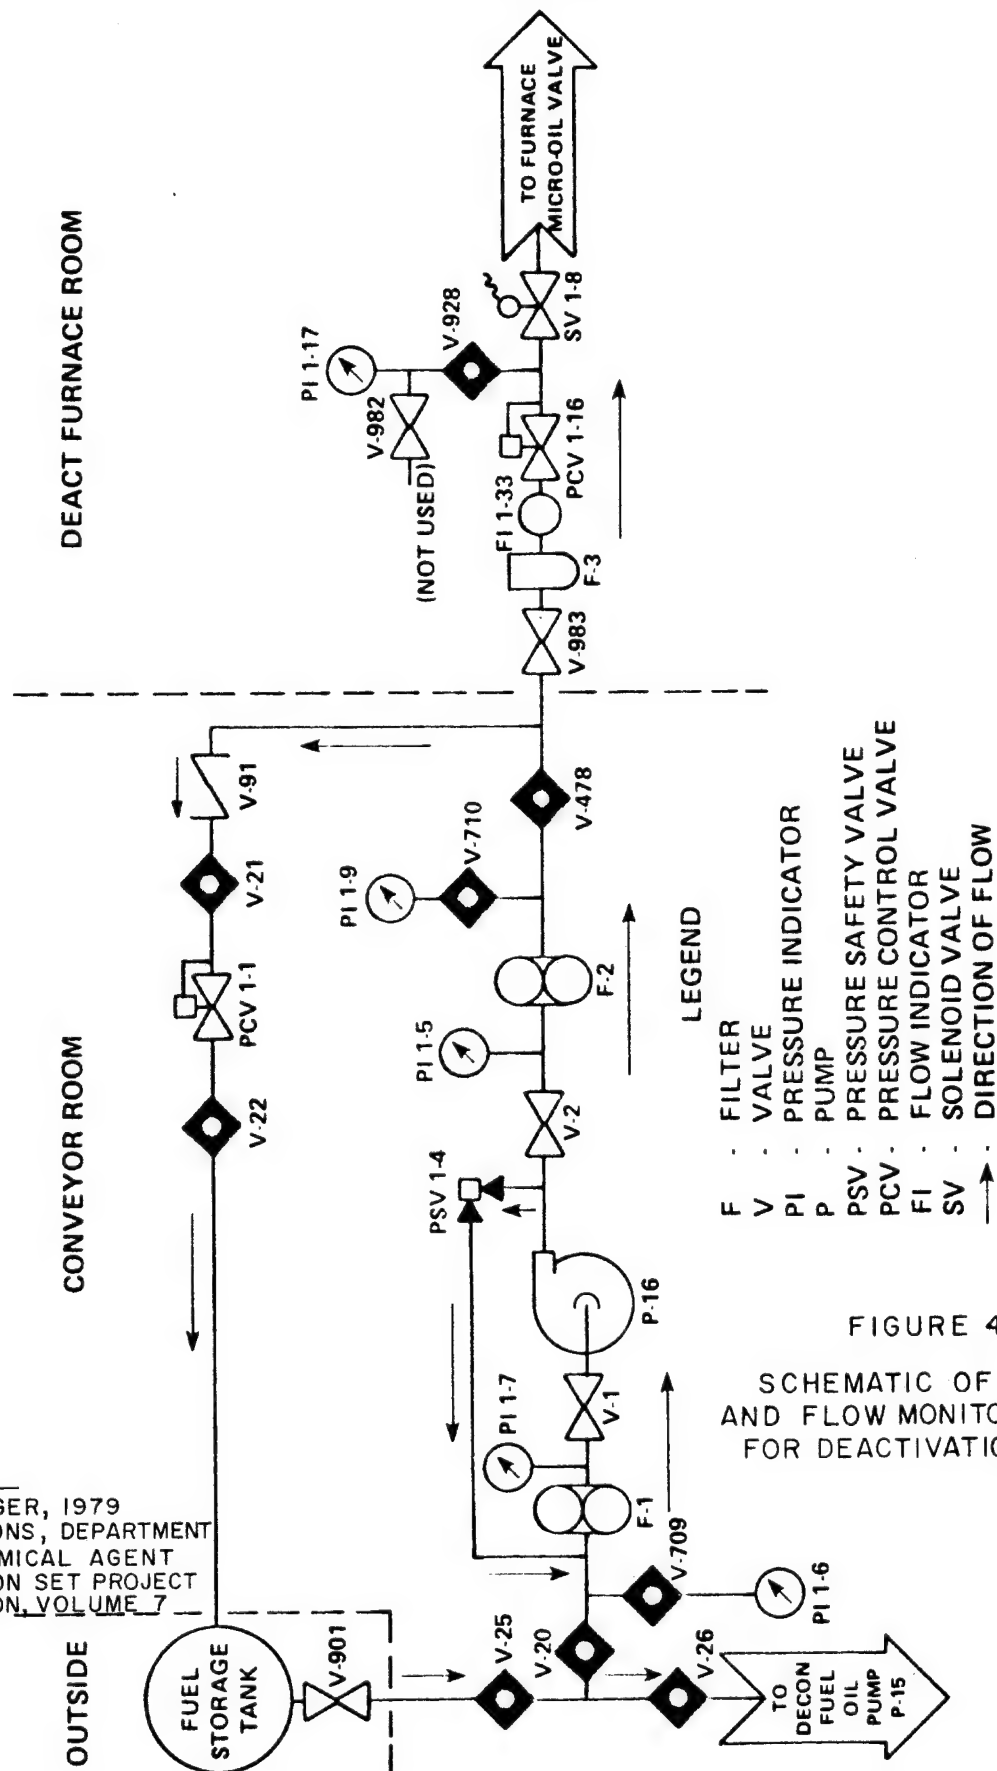 DEACT FURNACE ROOM
CONVEYOR ROOM
OUTSIDE
TO FURNACE
MICRO-OIL VALVE
SV 1-8
V-928
PI 1-17
V-982
(NOT USED)
PCV 1-16
FI 1-33
F-3
V-983
V-91
V-21
PCV 1-1
V-22
V-478
V-710
PI 1-9
F-2
PI 1-5
V-2
PSV 1-4
P-16
V-1
PI 1-7
F-1
V-709
PI 1-6
V-20
V-25
V-26
V-901
FUEL
STORAGE
TANK
TO
DECON
FUEL
OIL
PUMP
P-15
LEGEND
F - FILTER
V - VALVE
PI - PRESSURE INDICATOR
P - PUMP
PSV - PRESSURE SAFETY VALVE
PCV - PRESSURE CONTROL VALVE
FI - FLOW INDICATOR
SV - SOLENOID VALVE
→ - DIRECTION OF FLOW
FIGURE 4
SCHEMATIC OF
AND FLOW MONITO
FOR DEACTIVATIO
GER, 1979
ONS, DEPARTMENT
MICAL AGENT
ON SET PROJECT
ON, VOLUME 7